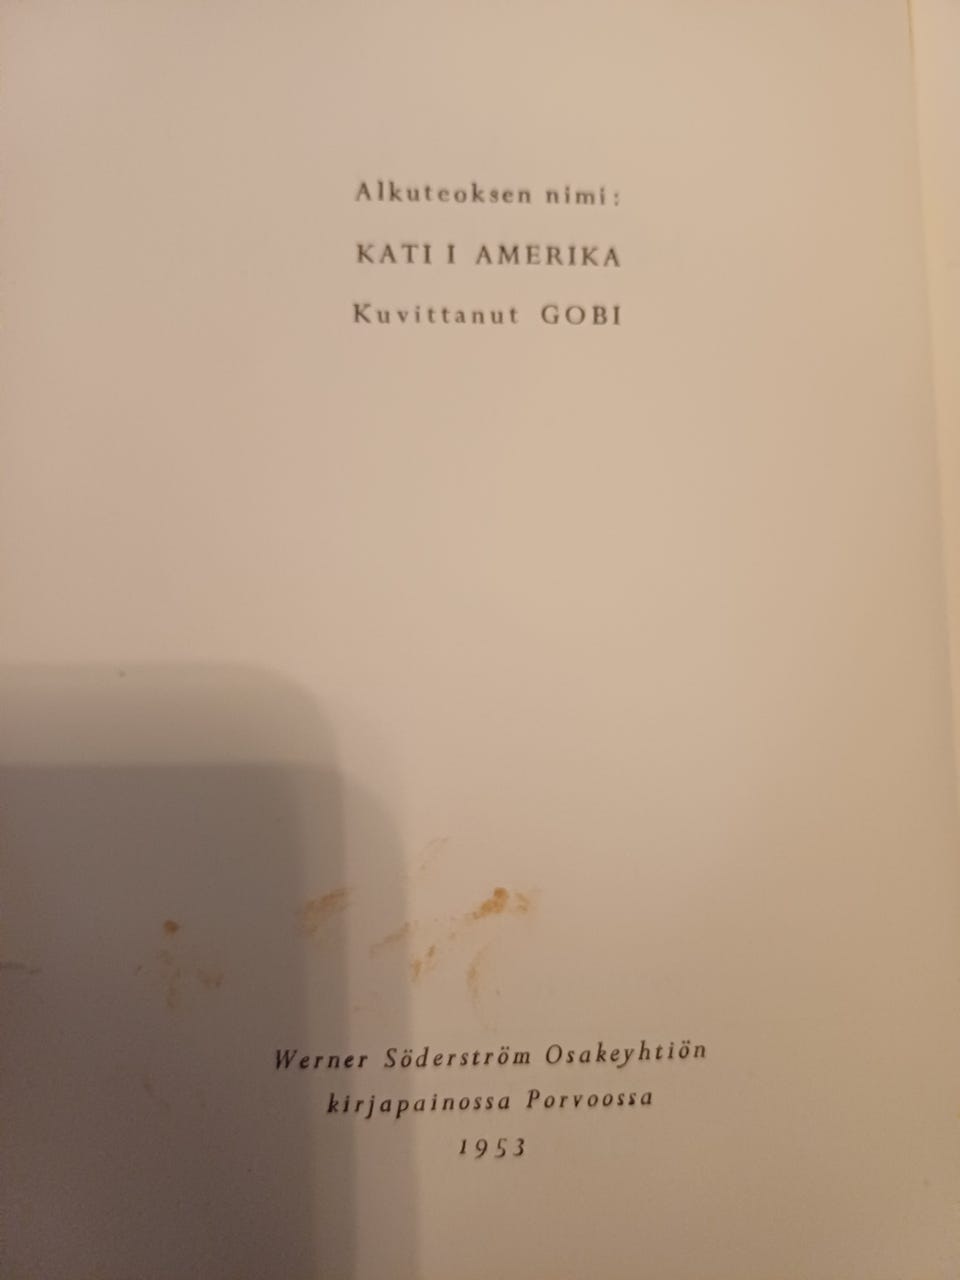 Alkuteoksen nimi:
KATI I AMERIKA
Kuvittanut GOBI
Werner Söderström Osakeyhtiön
kirjapainossa Porvoossa
1953